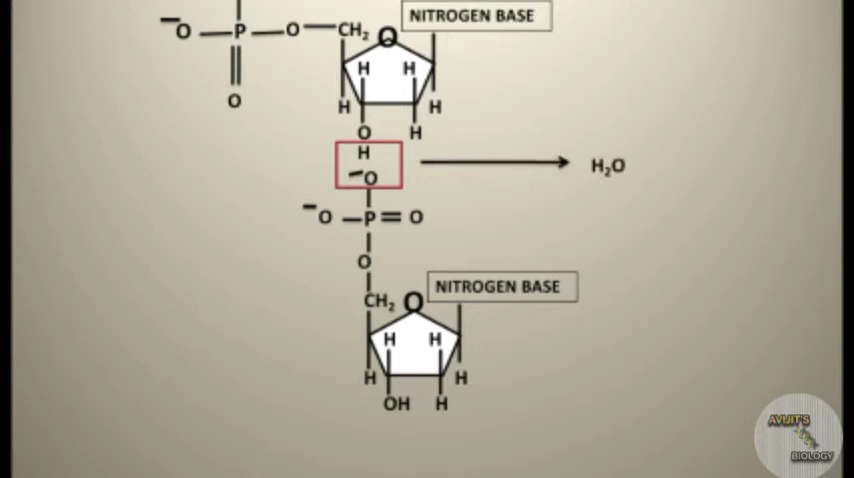 NITROGEN BASE
⁻O — P — O — CH₂ O
H H
O H H
O H
H
⁻O
H₂O
⁻O — P = O
O
NITROGEN BASE
CH₂ O
H H
H H
OH H
AVIJIT'S
BIOLOGY